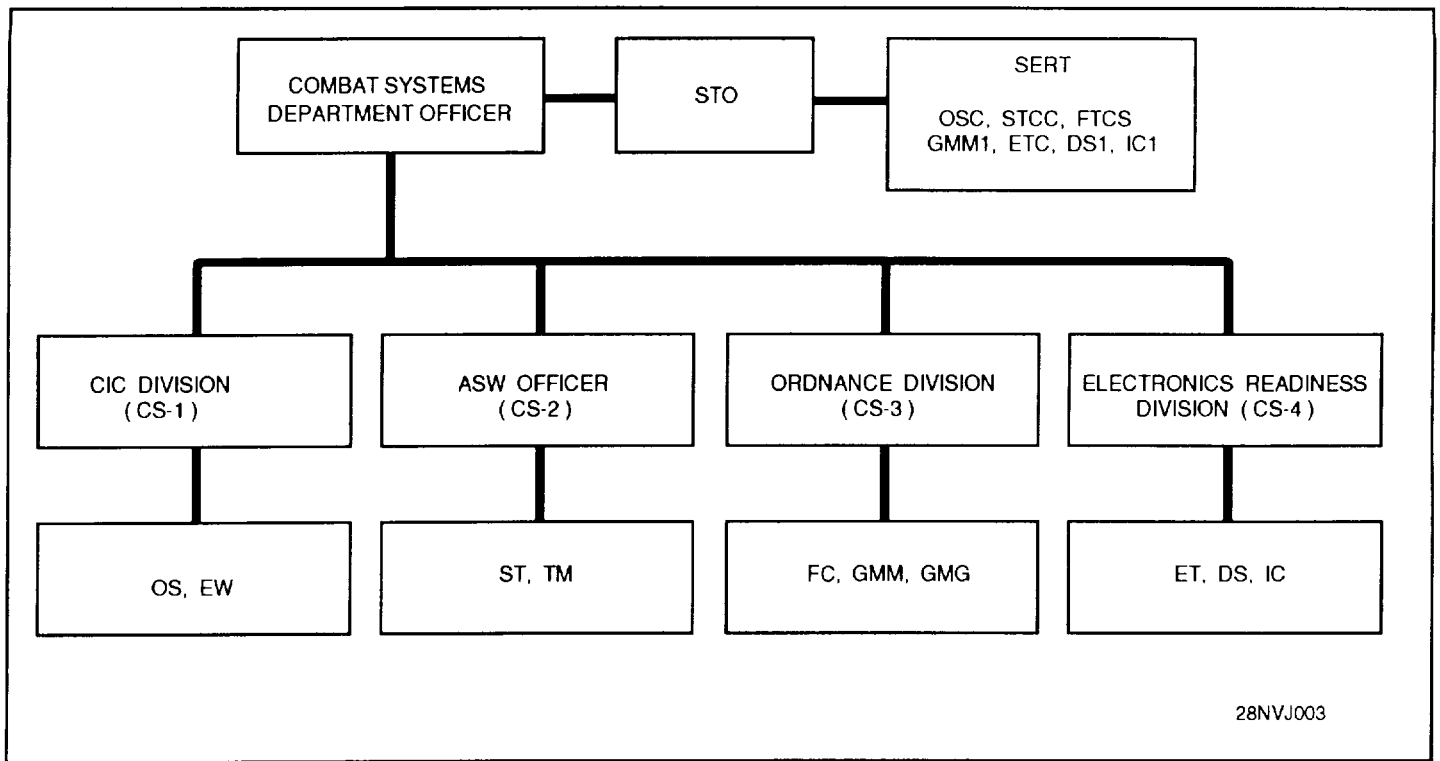 COMBAT SYSTEMS
DEPARTMENT OFFICER
STO
SERT
OSC, STCC, FTCS
GMM1, ETC, DS1, IC1
CIC DIVISION
( CS-1 )
ASW OFFICER
( CS-2 )
ORDNANCE DIVISION
( CS-3 )
ELECTRONICS READINESS
DIVISION ( CS-4 )
OS, EW
ST, TM
FC, GMM, GMG
ET, DS, IC
28NVJ003